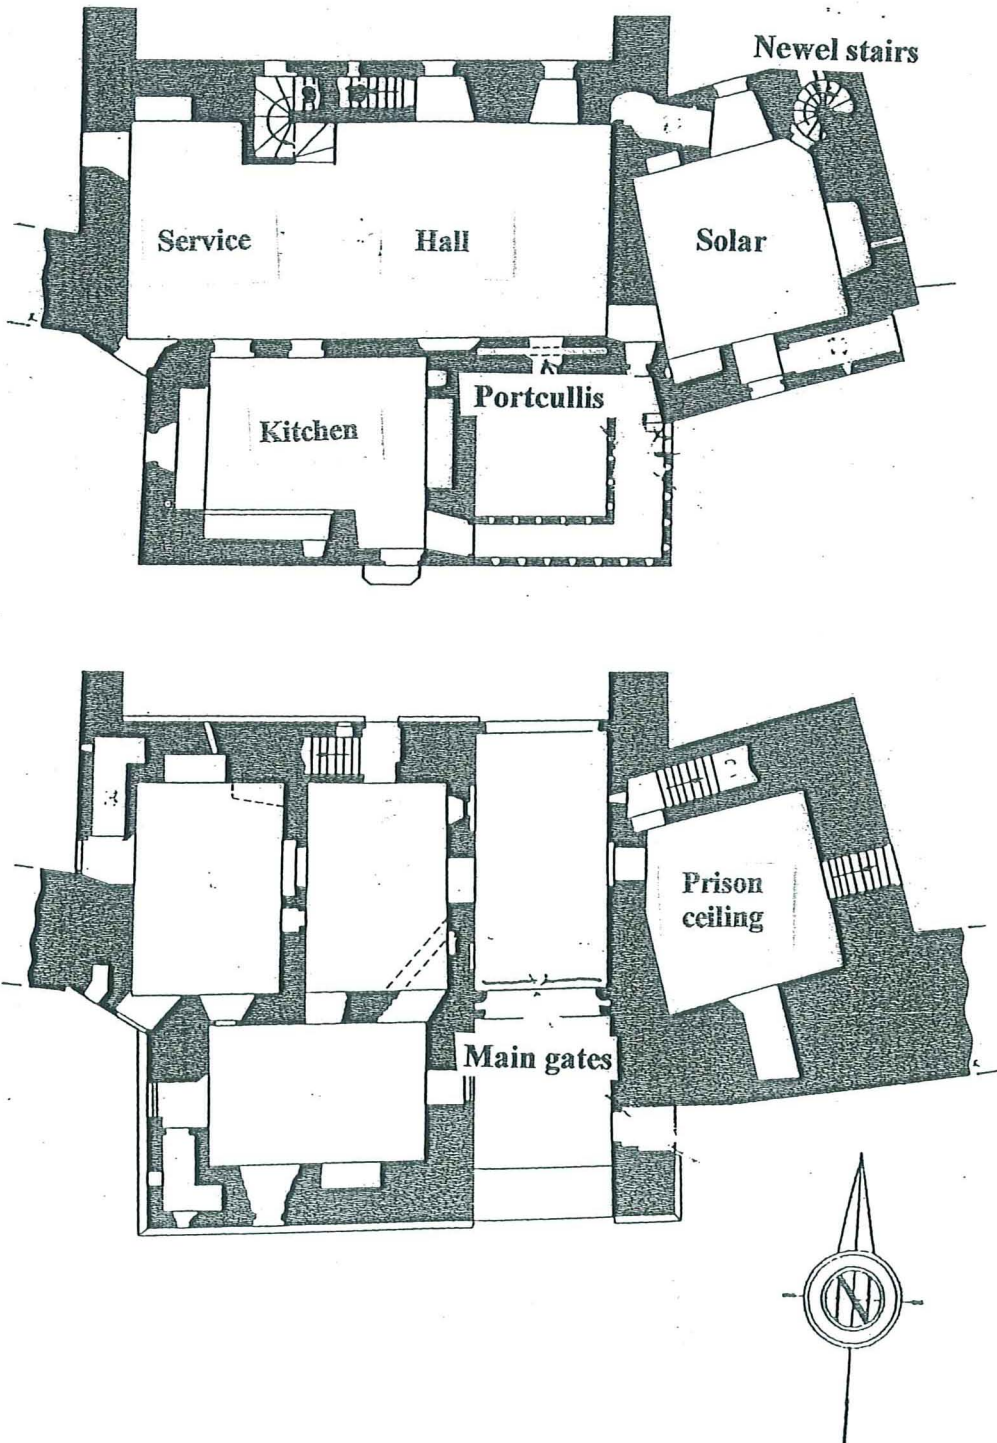 Newel stairs
Service
Hall
Solar
Portcullis
Kitchen
Prison
ceiling
Main gates
N